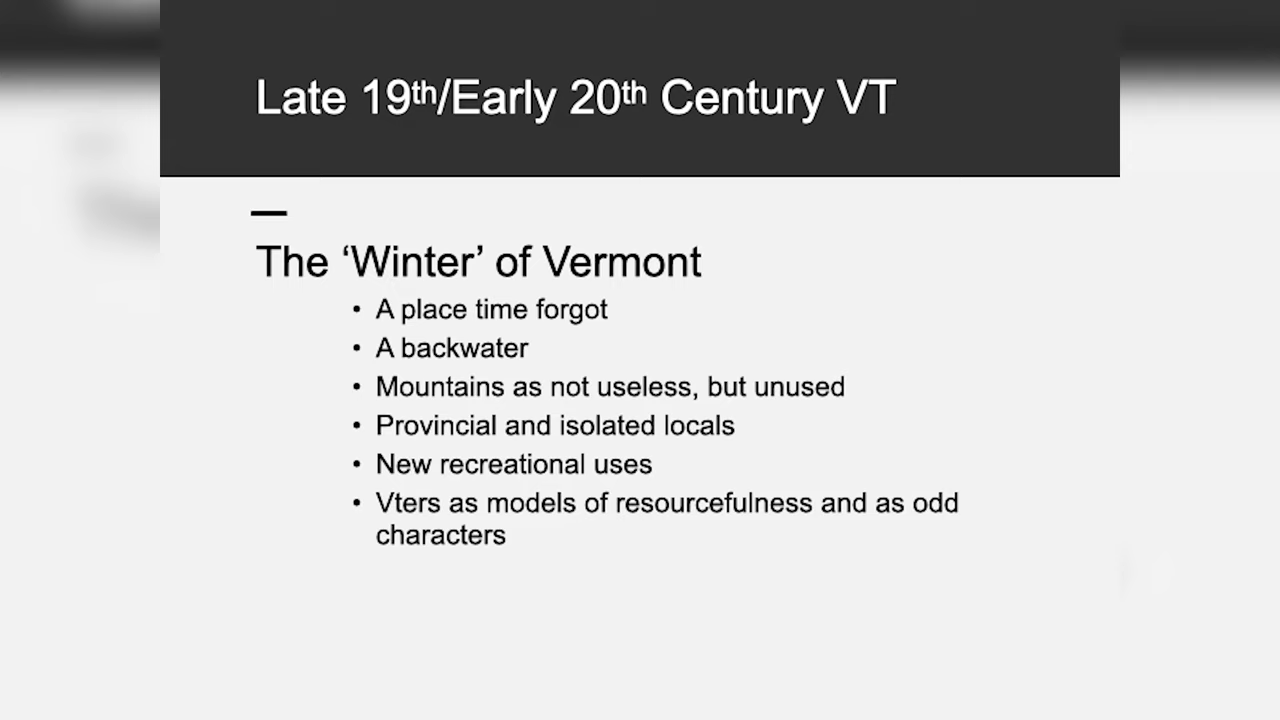 Late 19th/Early 20th Century VT
The ‘Winter’ of Vermont
• A place time forgot
• A backwater
• Mountains as not useless, but unused
• Provincial and isolated locals
• New recreational uses
• Vters as models of resourcefulness and as odd
characters